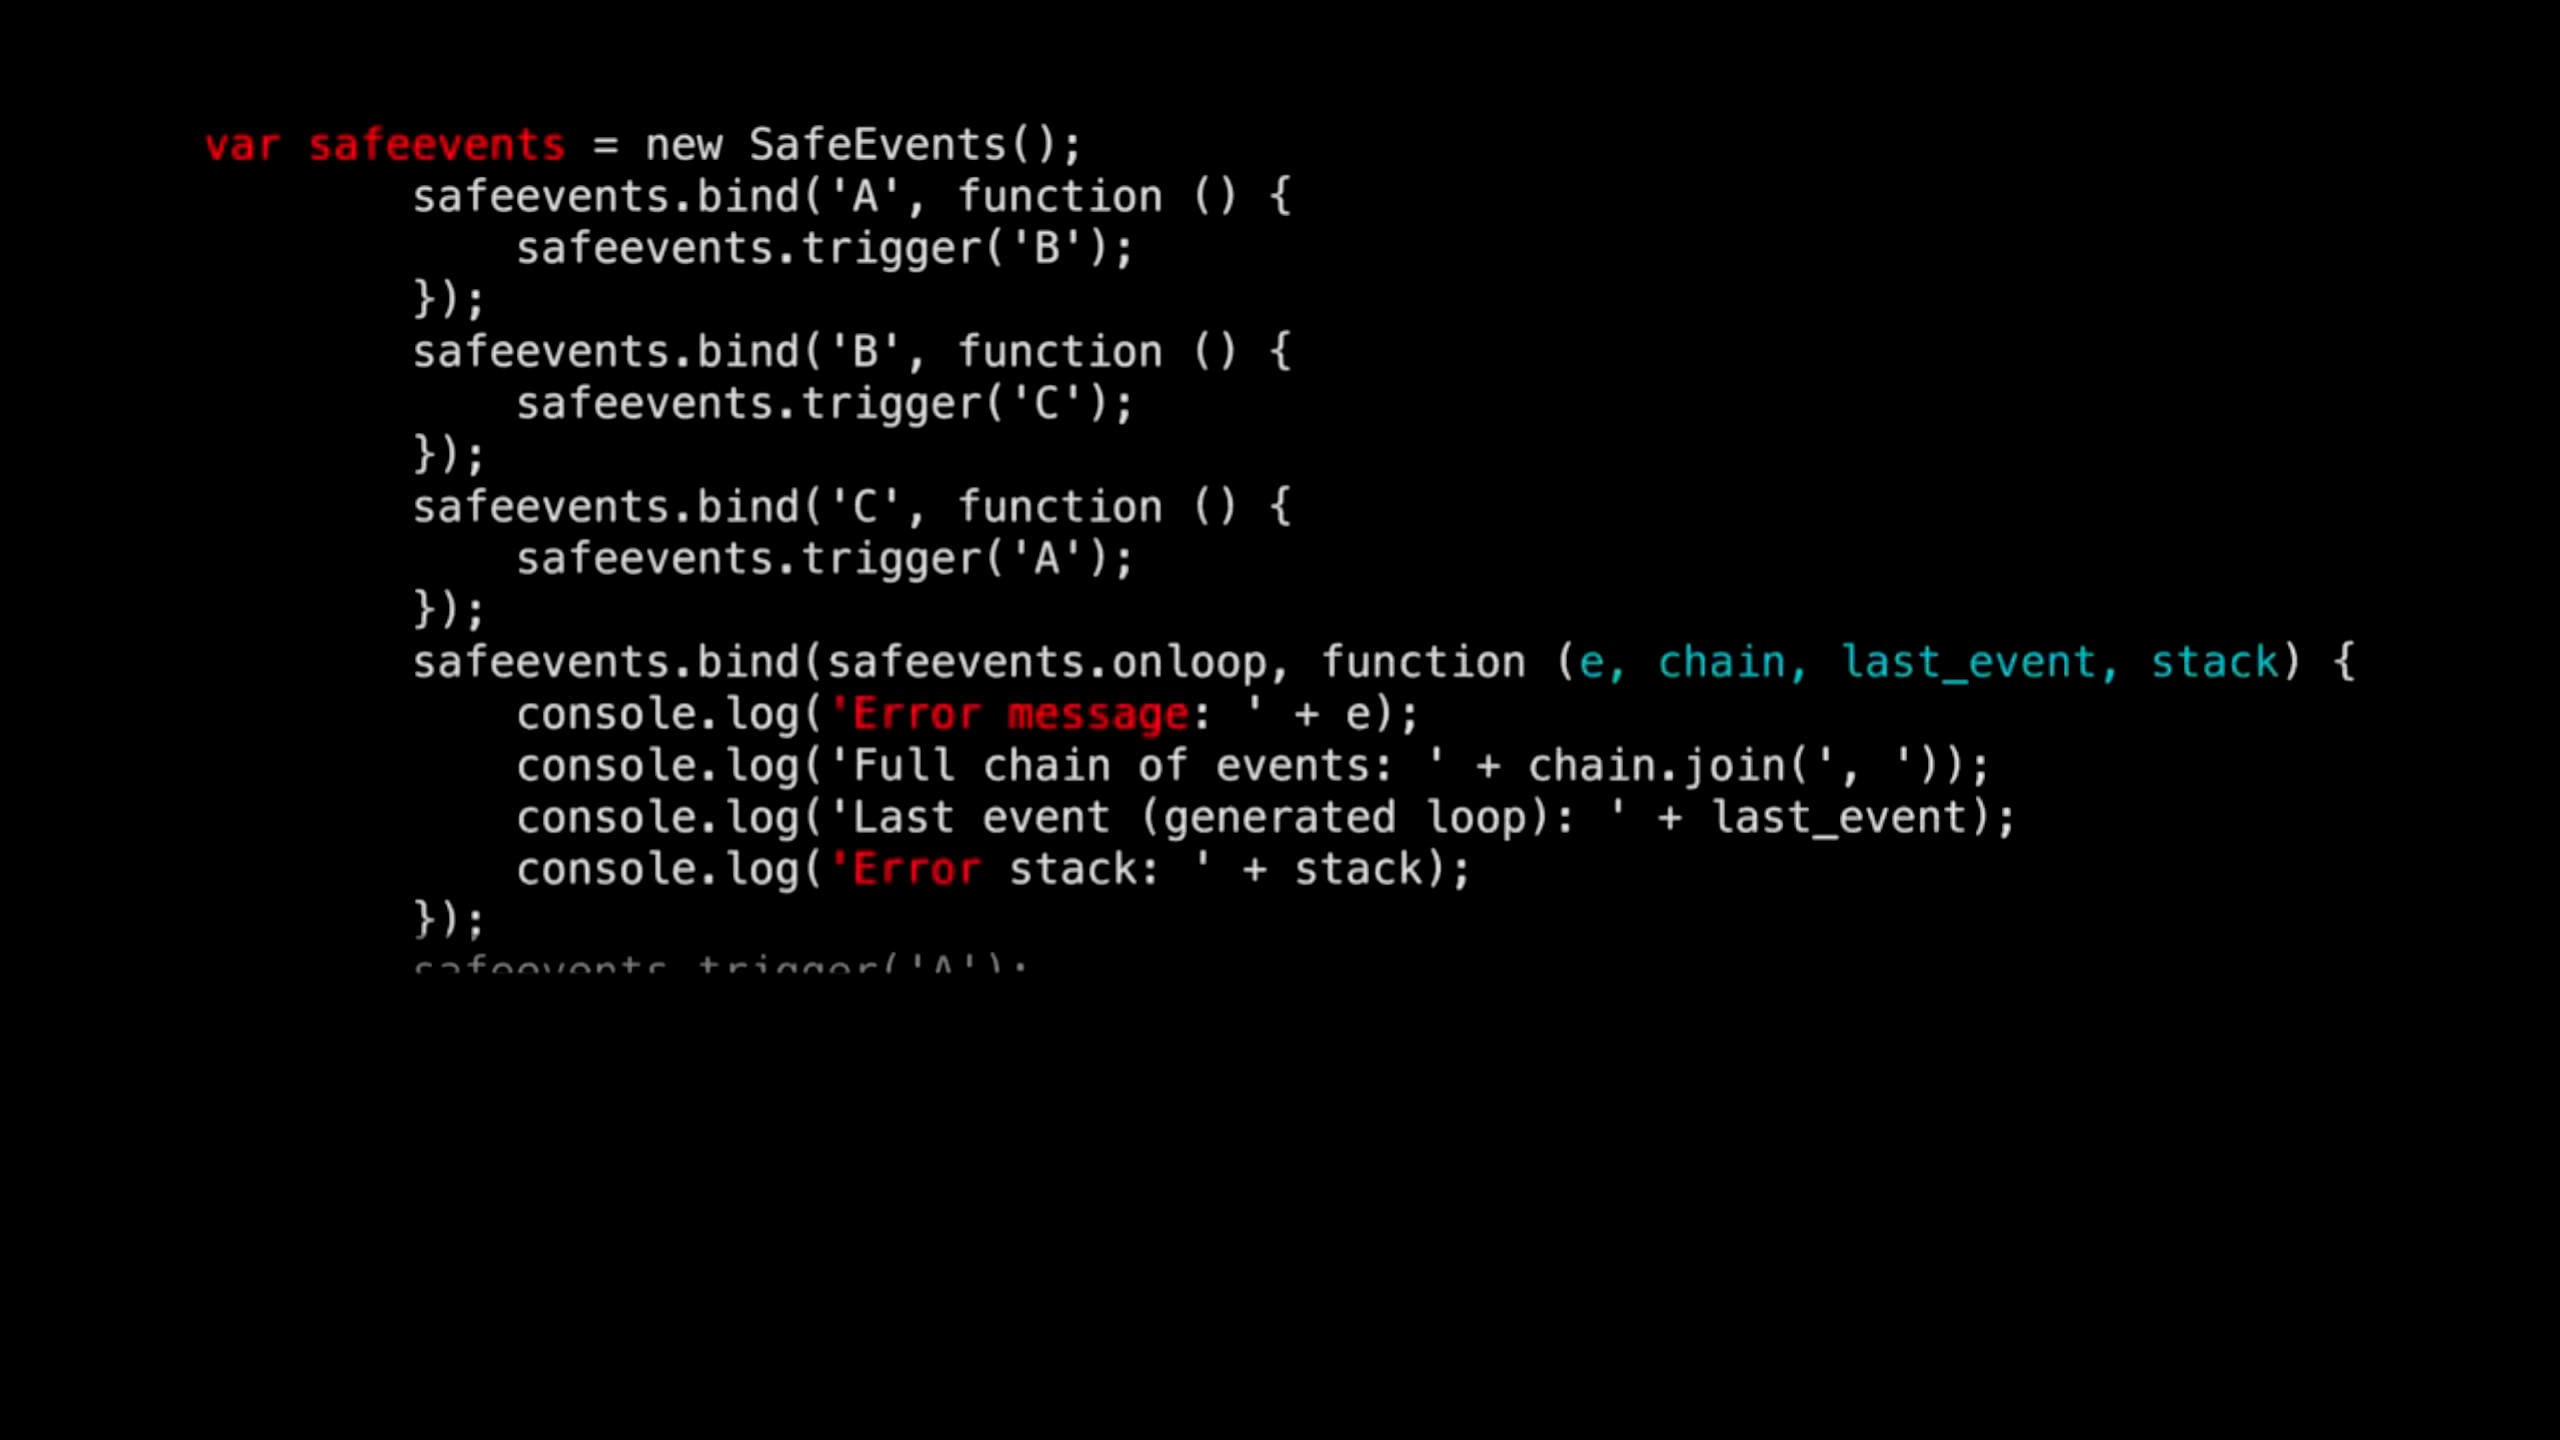 var safeevents = new SafeEvents();
safeevents.bind('A', function () {
safeevents.trigger('B');
});
safeevents.bind('B', function () {
safeevents.trigger('C');
});
safeevents.bind('C', function () {
safeevents.trigger('A');
});
safeevents.bind(safeevents.onloop, function (e, chain, last_event, stack) {
console.log('Error message: ' + e);
console.log('Full chain of events: ' + chain.join(', '));
console.log('Last event (generated loop): ' + last_event);
console.log('Error stack: ' + stack);
});
safeevents.trigger('A');